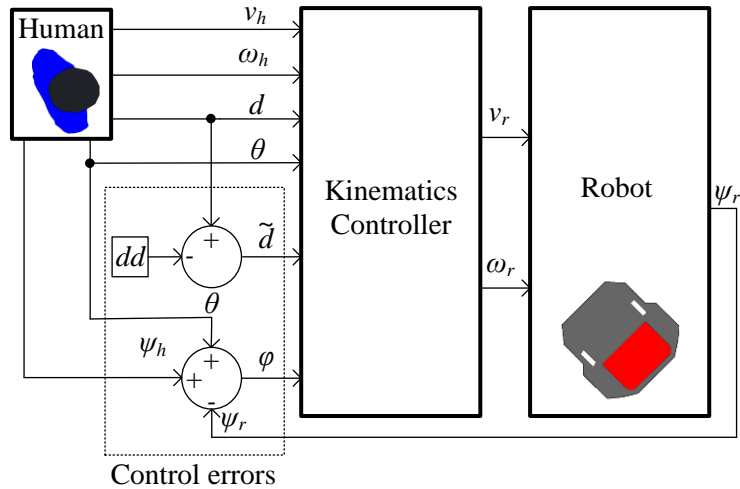 Human
v_h
ω_h
d
θ
Kinematics
Controller
v_r
ω_r
Robot
ψ_r
+
-
dd
d̃
θ
ψ_h
+
+
-
φ
ψ_r
Control errors